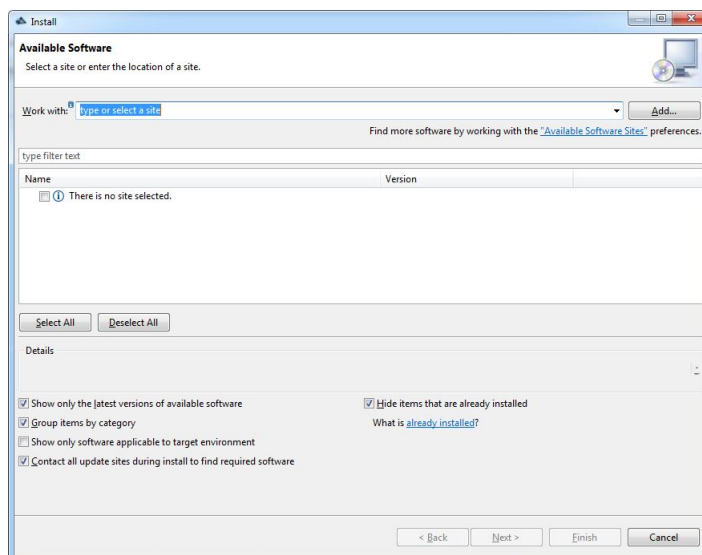 Install
Available Software
Select a site or enter the location of a site.
Work with: type or select a site Add...
Find more software by working with the "Available Software Sites" preferences.
type filter text
Name Version
There is no site selected.
Select All Deselect All
Details
Show only the latest versions of available software Hide items that are already installed
Group items by category What is already installed?
Show only software applicable to target environment
Contact all update sites during install to find required software
< Back Next > Finish Cancel